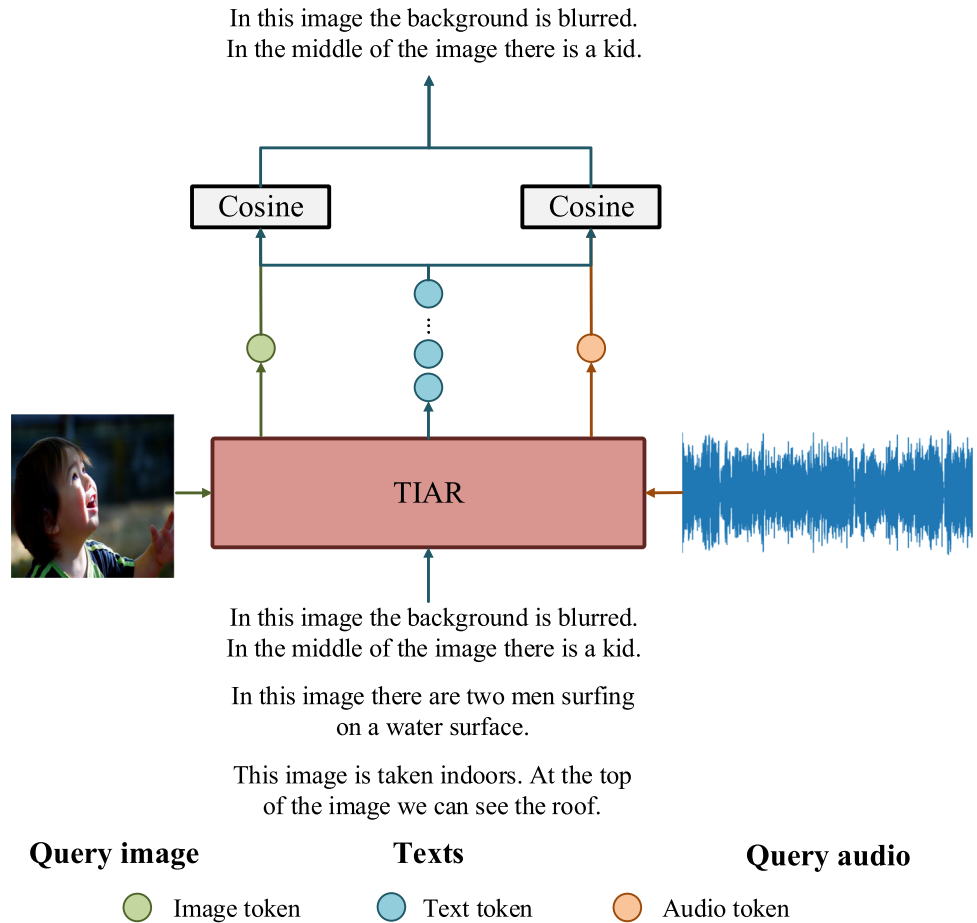 In this image the background is blurred.
In the middle of the image there is a kid.
Cosine
Cosine
TIAR
In this image the background is blurred.
In the middle of the image there is a kid.
In this image there are two men surfing
on a water surface.
This image is taken indoors. At the top
of the image we can see the roof.
Query image
Texts
Query audio
Image token
Text token
Audio token